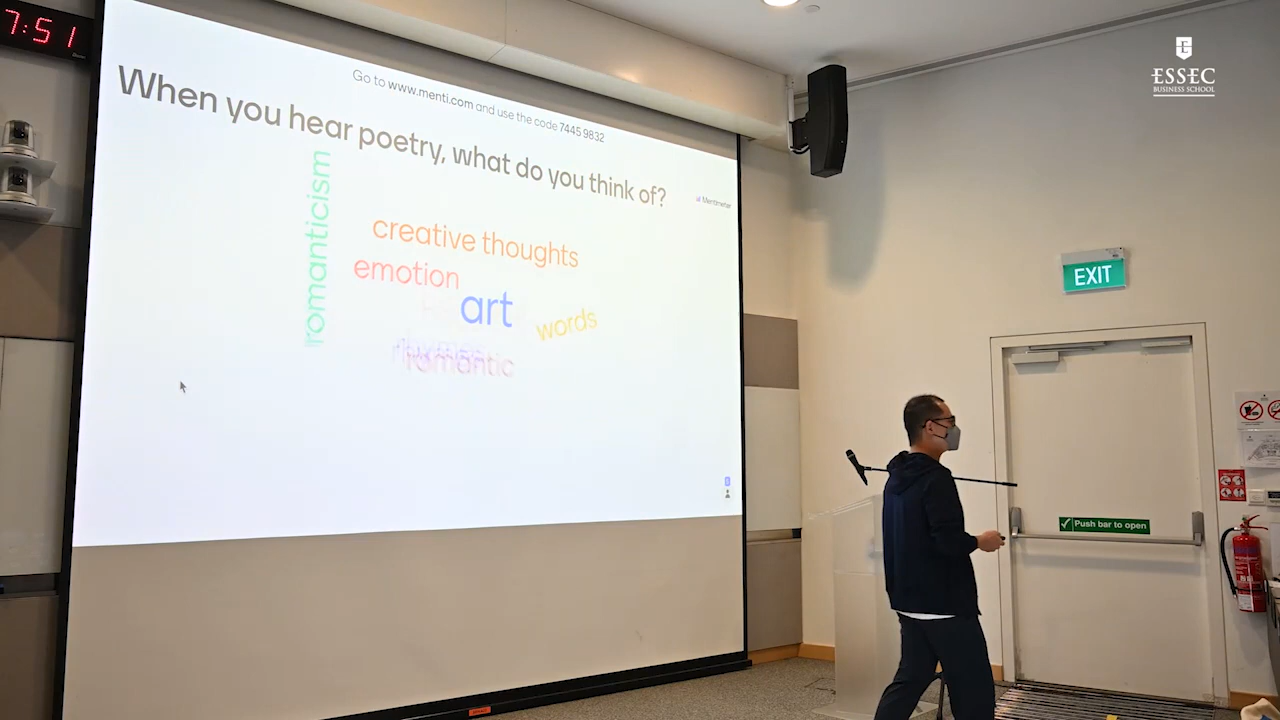 7:51
ESSEC
BUSINESS SCHOOL
Go to www.menti.com and use the code 7445 9832
When you hear poetry, what do you think of?
Mentimeter
romanticism
creative thoughts
emotion
art
words
romantic
EXIT
Push bar to open